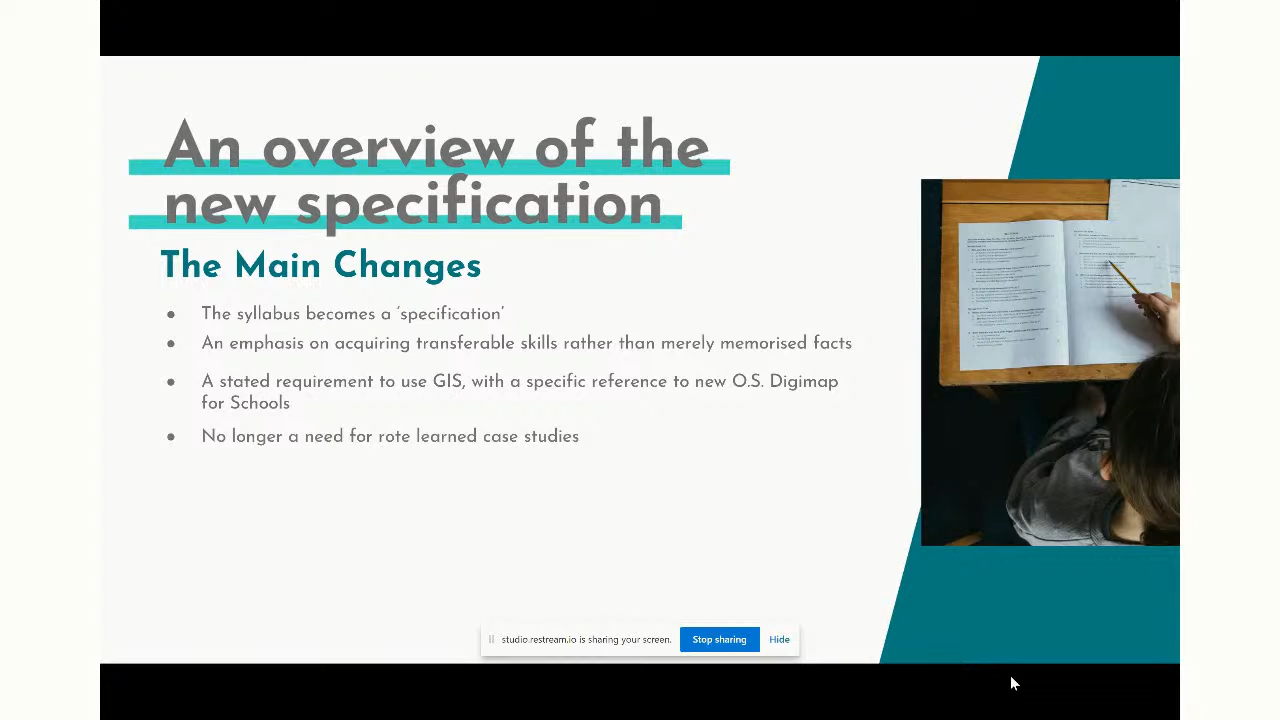 An overview of the
new specification
The Main Changes
● The syllabus becomes a ‘specification’
● An emphasis on acquiring transferable skills rather than merely memorised facts
● A stated requirement to use GIS, with a specific reference to new O.S. Digimap
for Schools
● No longer a need for rote learned case studies
studio.restream.io is sharing your screen. Stop sharing Hide